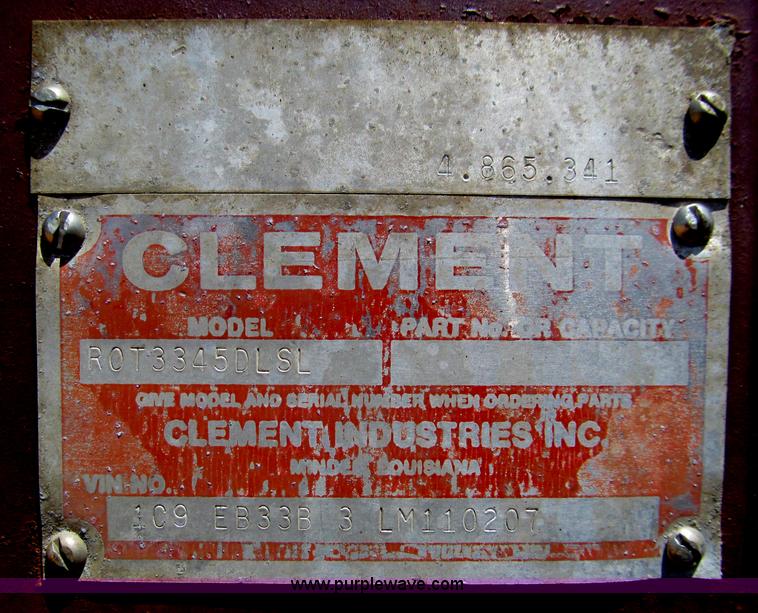 4.865.341
CLEMENT
MODEL PART No. OR CAPACITY
ROT3345DLSL
GIVE MODEL AND SERIAL NUMBER WHEN ORDERING PARTS
CLEMENT INDUSTRIES INC.
MINDEN, LOUISIANA
VIN NO.
1C9 EB33B 3 LM110207
www.purplewave.com